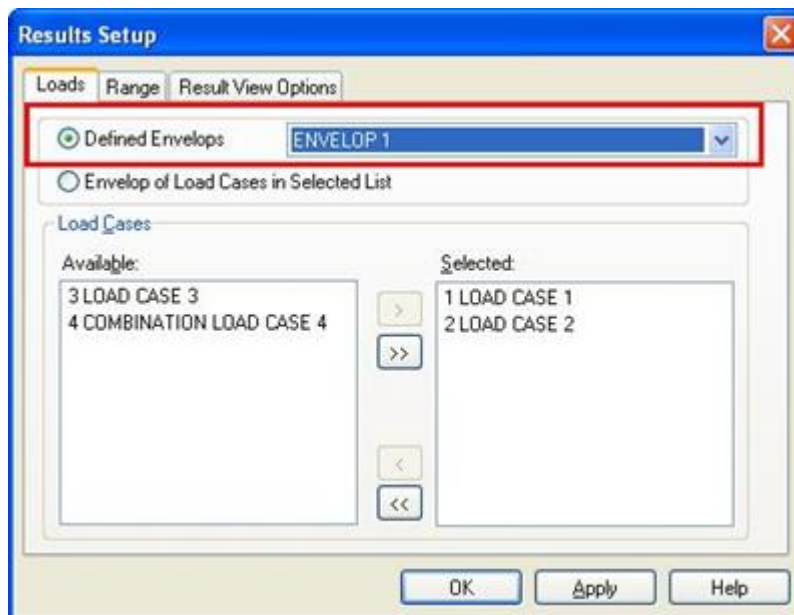 Results Setup
Loads Range Result View Options
Defined Envelops ENVELOP 1
Envelop of Load Cases in Selected List
Load Cases
Available: Selected:
3 LOAD CASE 3 > 1 LOAD CASE 1
4 COMBINATION LOAD CASE 4 2 LOAD CASE 2
>>
<
<<
OK Apply Help